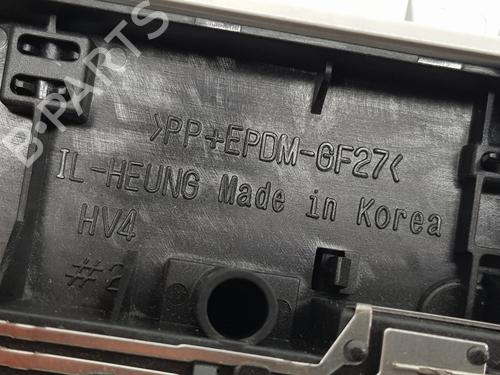 B-PARTS
>PP+EPDM-GF27<
IL-HEUNG Made in Korea
HV4
#2